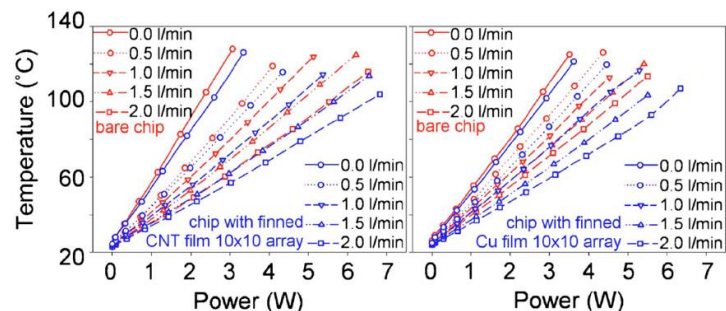 140
100
60
20
Temperature (˚C)
0.0 l/min
0.5 l/min
1.0 l/min
1.5 l/min
2.0 l/min
bare chip
0.0 l/min
0.5 l/min
1.0 l/min
1.5 l/min
2.0 l/min
chip with finned
CNT film 10x10 array
0 1 2 3 4 5 6 7
Power (W)
0.0 l/min
0.5 l/min
1.0 l/min
1.5 l/min
2.0 l/min
bare chip
0.0 l/min
0.5 l/min
1.0 l/min
1.5 l/min
2.0 l/min
chip with finned
Cu film 10x10 array
0 1 2 3 4 5 6 7
Power (W)